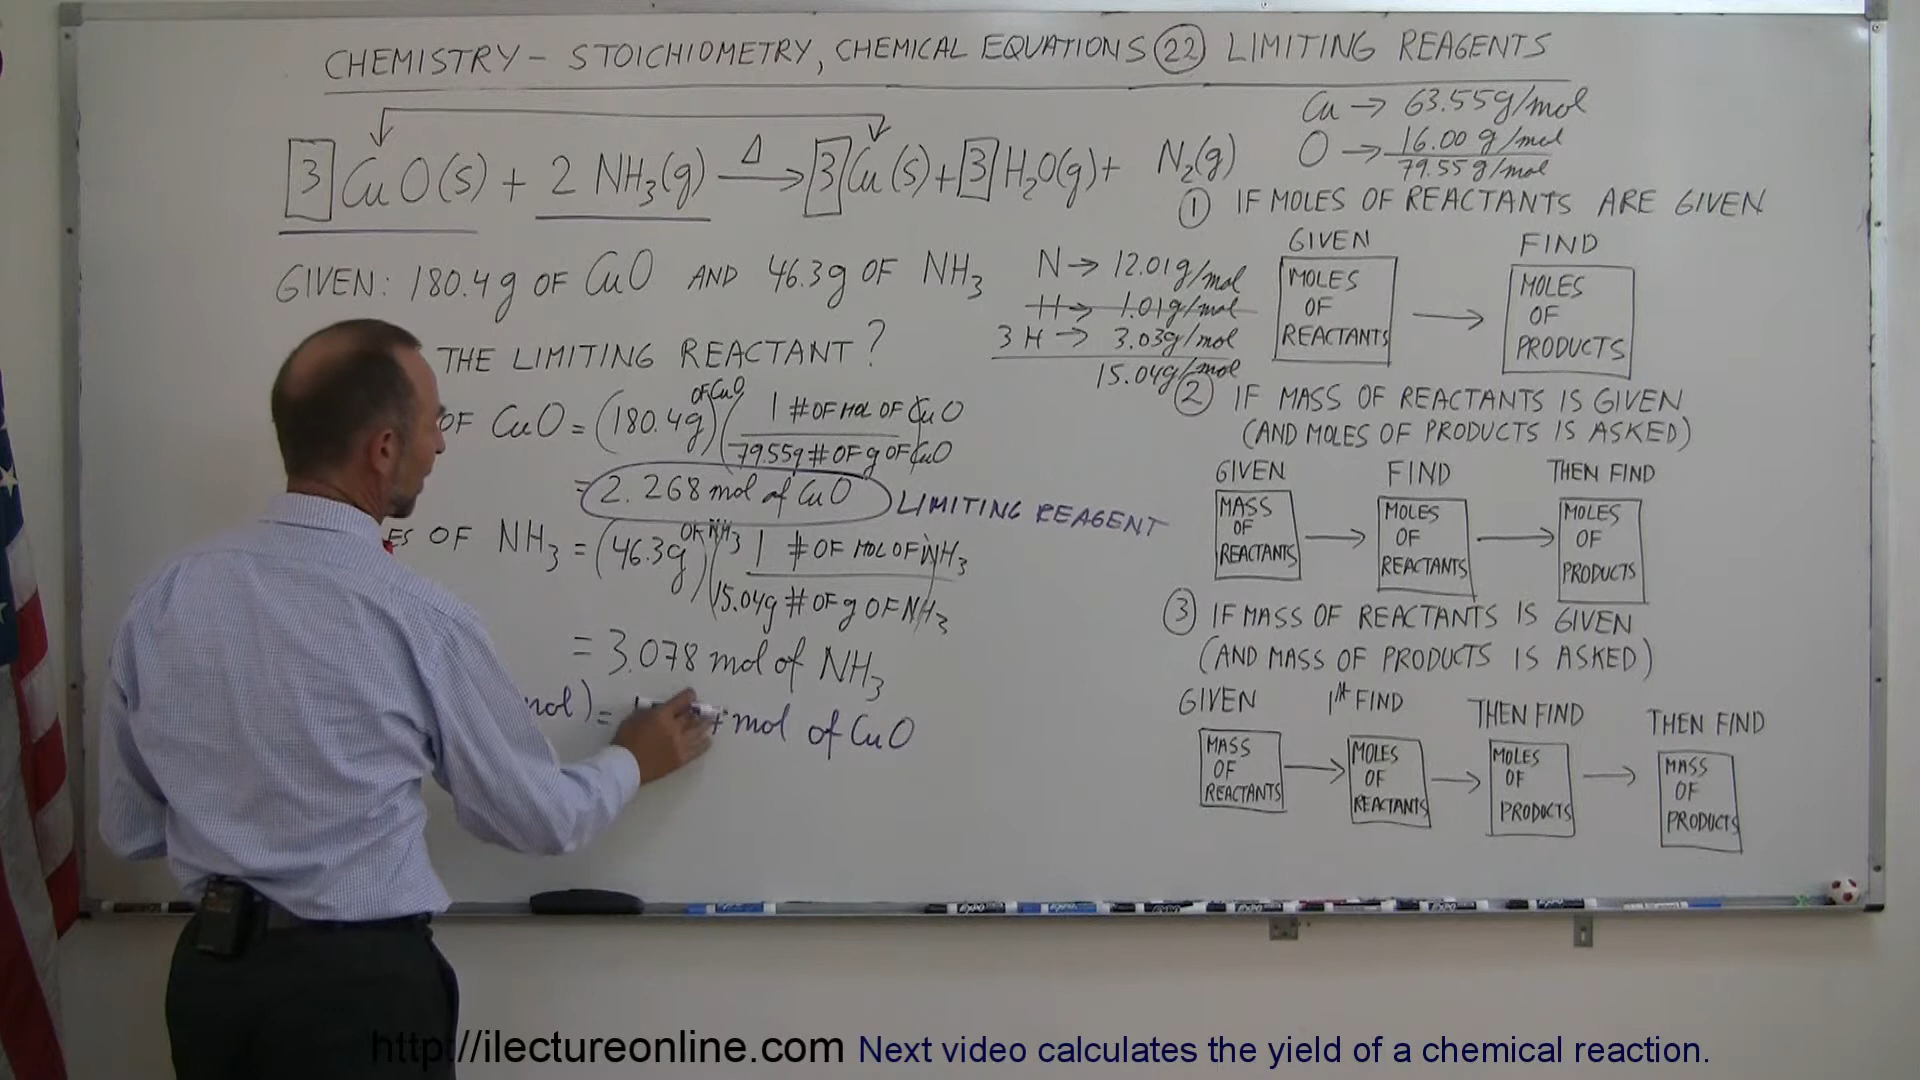 CHEMISTRY – STOICHIOMETRY, CHEMICAL EQUATIONS 22 LIMITING REAGENTS
Cu → 63.55g/mol
O → 16.00 g/mol
79.55g/mol
3 CuO(s) + 2 NH3(g) Δ→ 3 Cu(s) + 3 H2O(g) + N2(g)
GIVEN: 180.4g OF CuO AND 46.3g OF NH3
N → 12.01g/mol
H → 1.01g/mol
3 H → 3.03g/mol
15.04g/mol
THE LIMITING REACTANT?
OF CuO = (180.4g OF CuO)(1 # OF MOL OF CuO
79.55g # OF g OF CuO
= 2.268 mol of CuO LIMITING REAGENT
ES OF NH3 = (46.3g OF NH3)(1 # OF MOL OF NH3
15.04g # OF g OF NH3
= 3.078 mol of NH3
mol) = mol of CuO
① IF MOLES OF REACTANTS ARE GIVEN
GIVEN FIND
MOLES OF REACTANTS → MOLES OF PRODUCTS
② IF MASS OF REACTANTS IS GIVEN
(AND MOLES OF PRODUCTS IS ASKED)
GIVEN FIND THEN FIND
MASS OF REACTANTS → MOLES OF REACTANTS → MOLES OF PRODUCTS
③ IF MASS OF REACTANTS IS GIVEN
(AND MASS OF PRODUCTS IS ASKED)
GIVEN 1st FIND THEN FIND THEN FIND
MASS OF REACTANTS → MOLES OF REACTANTS → MOLES OF PRODUCTS → MASS OF PRODUCTS
http://ilectureonline.com Next video calculates the yield of a chemical reaction.